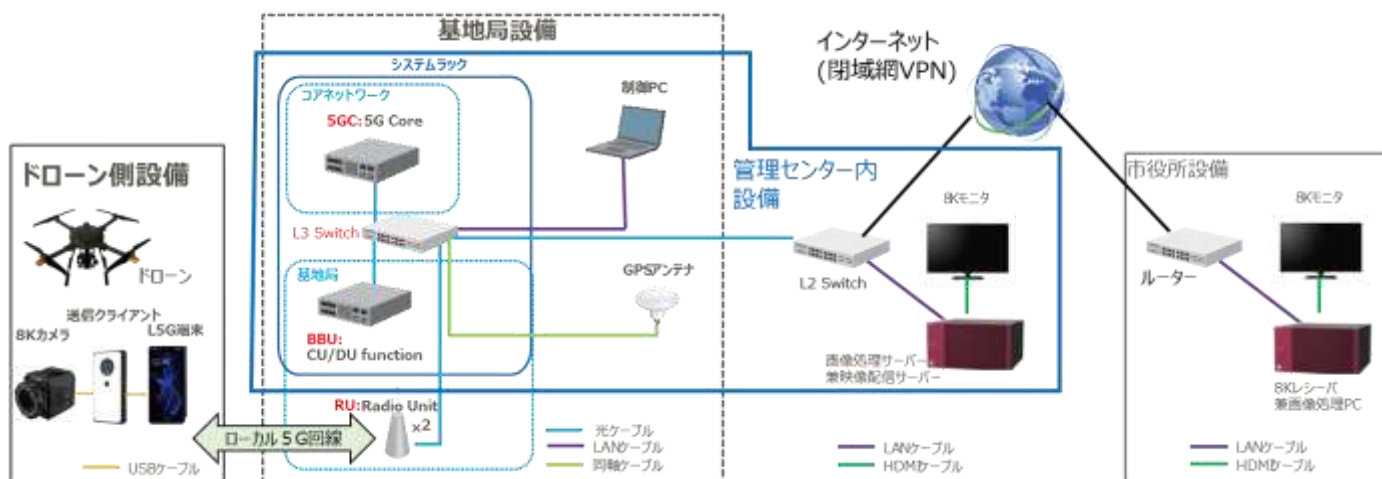 基地局設備
システムラック
コアネットワーク
5GC: 5G Core
L3 Switch
基地局
BBU:
CU/DU function
RU:Radio Unit
×2
制御PC
GPSアンテナ
光ケーブル
LANケーブル
同軸ケーブル
ドローン側設備
ドローン
送信クライアント
8Kカメラ
L5G端末
USBケーブル
ローカル5G回線
インターネット
(閉域網VPN)
管理センター内
設備
8Kモニタ
L2 Switch
画像処理サーバー
兼映像配信サーバー
LANケーブル
HDMIケーブル
市役所設備
8Kモニタ
ルーター
8Kレシーバ
兼画像処理PC
LANケーブル
HDMIケーブル